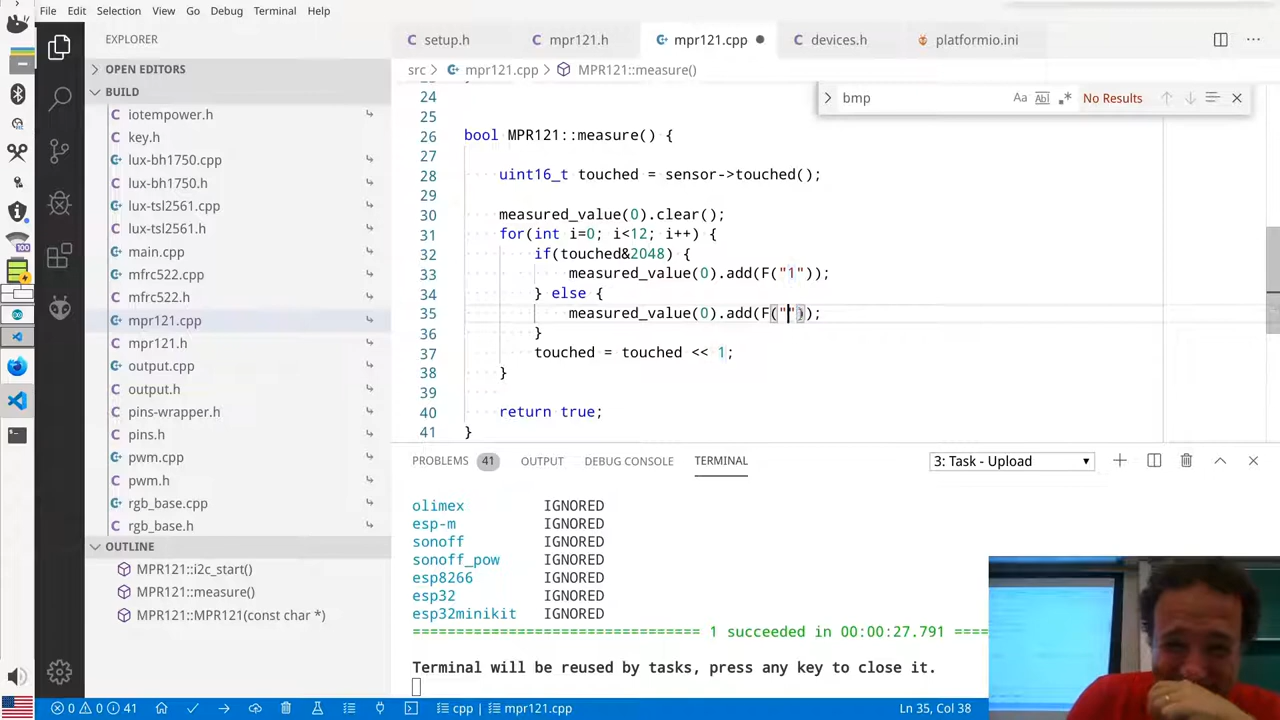 File Edit Selection View Go Debug Terminal Help
EXPLORER
OPEN EDITORS
BUILD
iotempower.h
key.h
lux-bh1750.cpp
lux-bh1750.h
lux-tsl2561.cpp
lux-tsl2561.h
main.cpp
mfrc522.cpp
mfrc522.h
mpr121.cpp
mpr121.h
output.cpp
output.h
pins-wrapper.h
pins.h
pwm.cpp
pwm.h
rgb_base.cpp
rgb_base.h
OUTLINE
MPR121::i2c_start()
MPR121::measure()
MPR121::MPR121(const char *)
setup.h mpr121.h mpr121.cpp devices.h platformio.ini
src > mpr121.cpp > MPR121::measure()
bmp Aa Abl .* No Results
24
25
26 bool MPR121::measure() {
27
28 uint16_t touched = sensor->touched();
29
30 measured_value(0).clear();
31 for(int i=0; i<12; i++) {
32 if(touched&2048) {
33 measured_value(0).add(F("1"));
34 } else {
35 measured_value(0).add(F(""));
36 }
37 touched = touched << 1;
38 }
39
40 return true;
41 }
PROBLEMS 41 OUTPUT DEBUG CONSOLE TERMINAL 3: Task - Upload
olimex IGNORED
esp-m IGNORED
sonoff IGNORED
sonoff_pow IGNORED
esp8266 IGNORED
esp32 IGNORED
esp32minikit IGNORED
================================ 1 succeeded in 00:00:27.791 ====
Terminal will be reused by tasks, press any key to close it.
0 0 41 cpp | mpr121.cpp Ln 35, Col 38